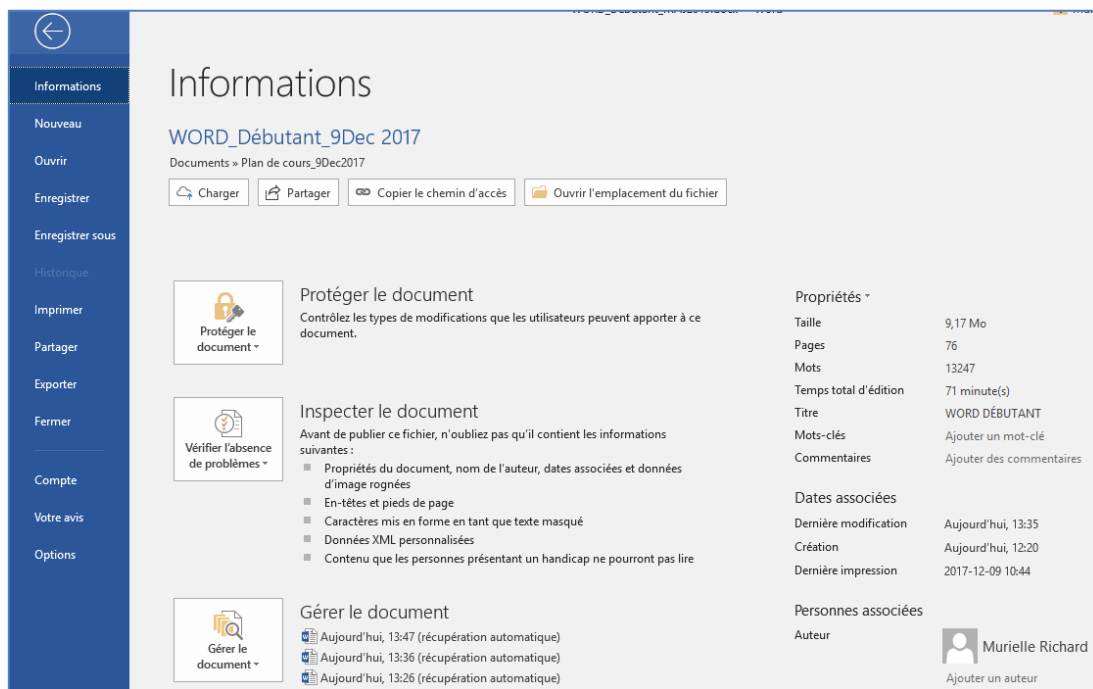 Informations
Nouveau
Ouvrir
Enregistrer
Enregistrer sous
Historique
Imprimer
Partager
Exporter
Fermer
Compte
Votre avis
Options
Informations
WORD_Débutant_9Dec 2017
Documents » Plan de cours_9Dec2017
Charger
Partager
Copier le chemin d'accès
Ouvrir l'emplacement du fichier
Protéger le
document
Protéger le document
Contrôlez les types de modifications que les utilisateurs peuvent apporter à ce
document.
Vérifier l'absence
de problèmes
Inspecter le document
Avant de publier ce fichier, n'oubliez pas qu'il contient les informations
suivantes :
Propriétés du document, nom de l'auteur, dates associées et données
d'image rognées
En-têtes et pieds de page
Caractères mis en forme en tant que texte masqué
Données XML personnalisées
Contenu que les personnes présentant un handicap ne pourront pas lire
Gérer le
document
Gérer le document
Aujourd'hui, 13:47 (récupération automatique)
Aujourd'hui, 13:36 (récupération automatique)
Aujourd'hui, 13:26 (récupération automatique)
Propriétés
Taille 9,17 Mo
Pages 76
Mots 13247
Temps total d'édition 71 minute(s)
Titre WORD DÉBUTANT
Mots-clés Ajouter un mot-clé
Commentaires Ajouter des commentaires
Dates associées
Dernière modification Aujourd'hui, 13:35
Création Aujourd'hui, 12:20
Dernière impression 2017-12-09 10:44
Personnes associées
Auteur
Murielle Richard
Ajouter un auteur